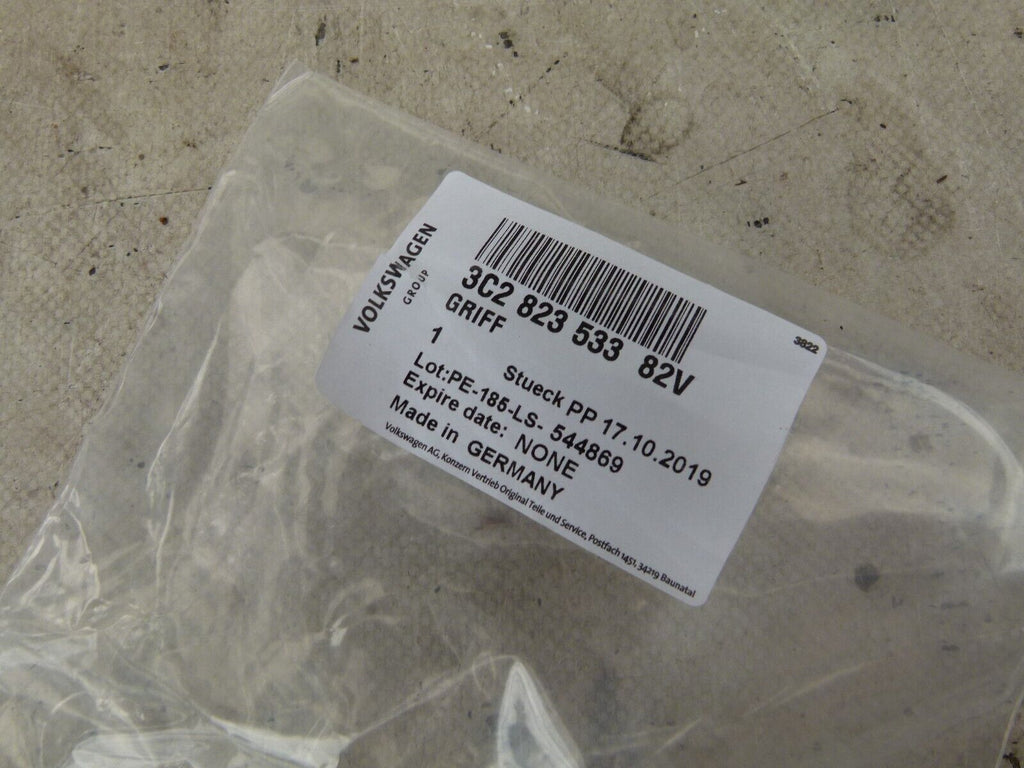 VOLKSWAGEN
GROUP
3C2 823 533 82V
GRIFF
3822
1 Stueck PP 17.10.2019
Lot:PE-185-LS- 544869
Expire date: NONE
Made in GERMANY
Volkswagen AG, Konzern Vertrieb Original Teile und Service, Postfach 1451, 34219 Baunatal